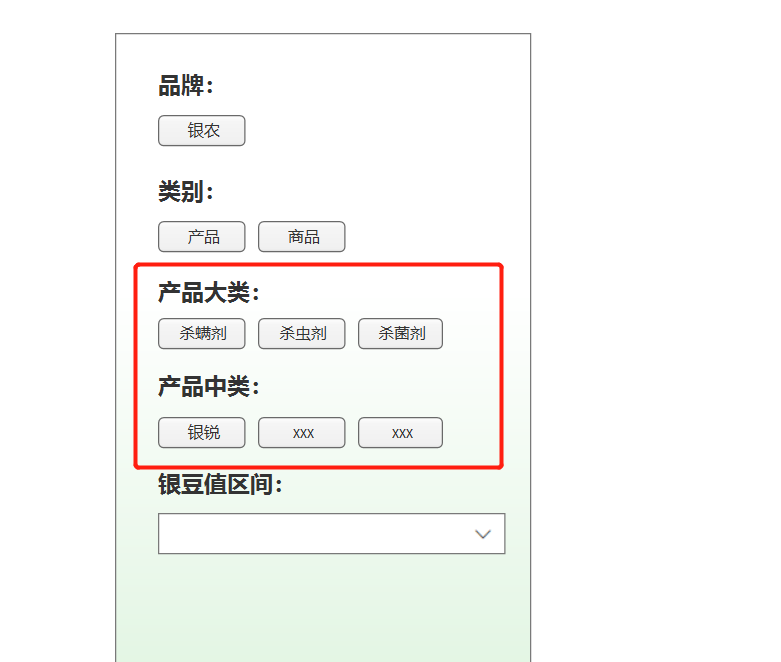 品牌：
银农
类别：
产品 商品
产品大类：
杀螨剂 杀虫剂 杀菌剂
产品中类：
银锐 xxx xxx
银豆值区间：